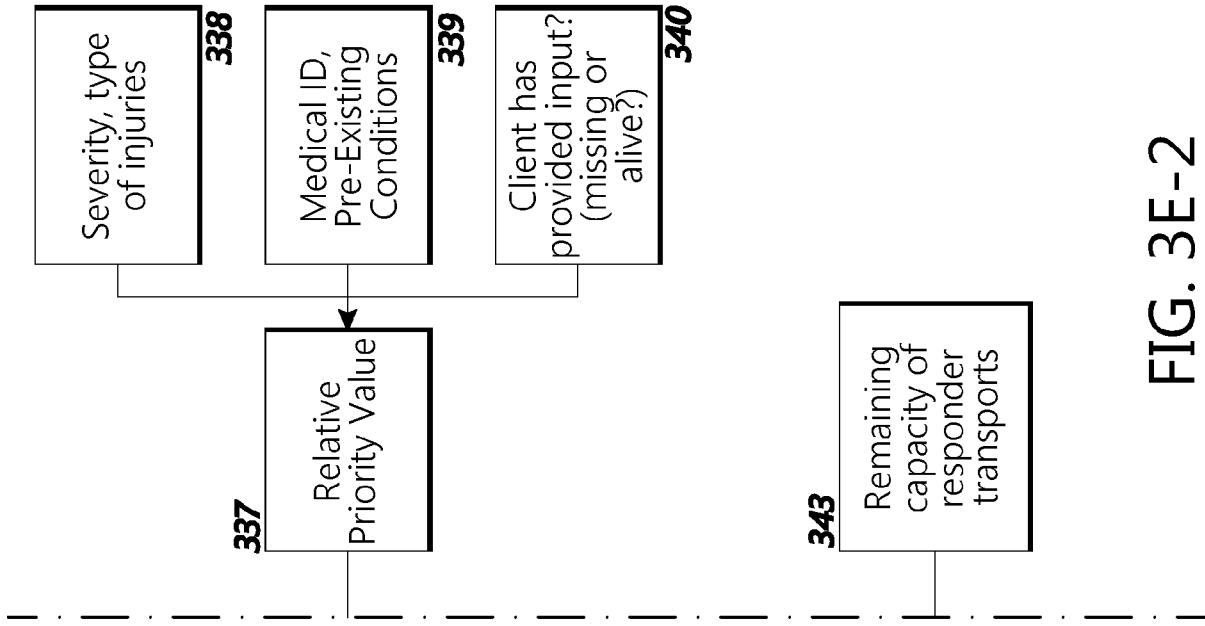 338
Severity, type
of injuries
339
Medical ID,
Pre-Existing
Conditions
340
Client has
provided input?
(missing or
alive?)
337
Relative
Priority Value
343
Remaining
capacity of
responder
transports
FIG. 3E-2